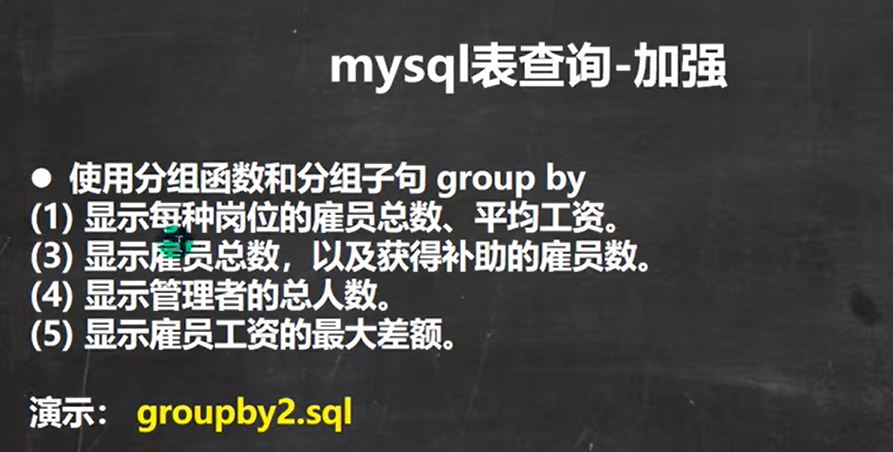 mysql表查询-加强
● 使用分组函数和分组子句 group by
(1) 显示每种岗位的雇员总数、平均工资。
(3) 显示雇员总数，以及获得补助的雇员数。
(4) 显示管理者的总人数。
(5) 显示雇员工资的最大差额。
演示： groupby2.sql